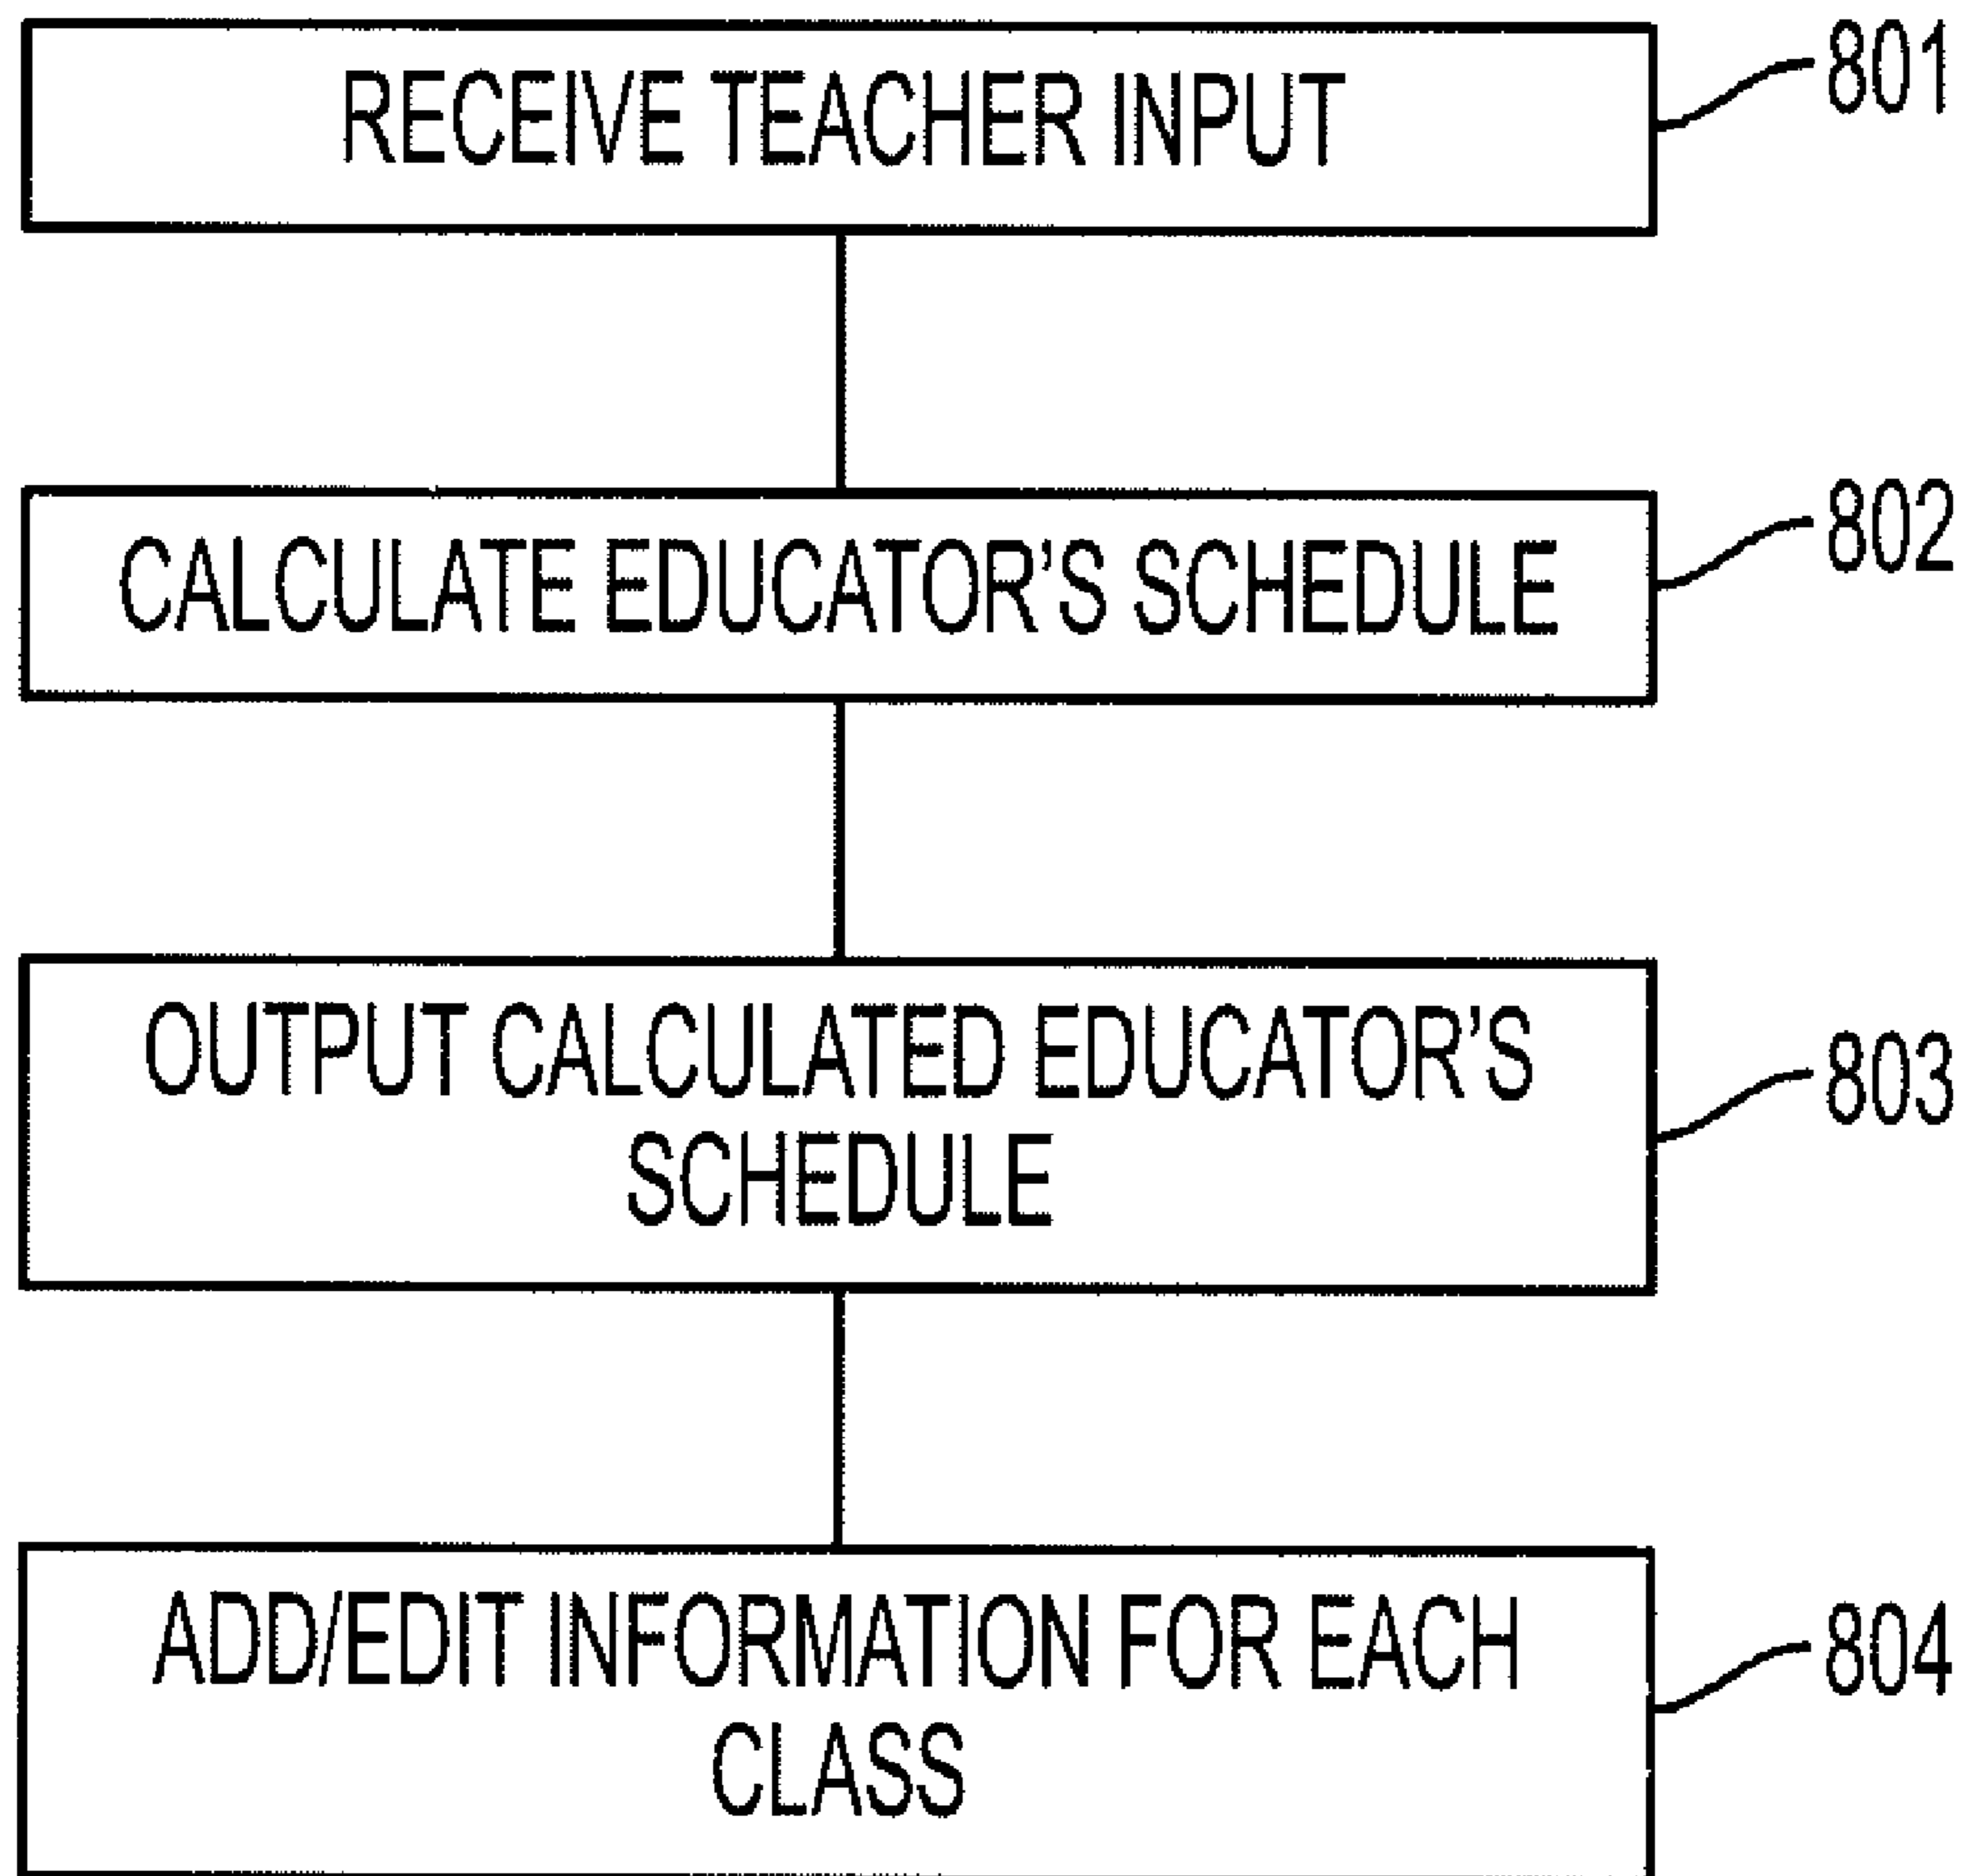 RECEIVE TEACHER INPUT
801
CALCULATE EDUCATOR'S SCHEDULE
802
OUTPUT CALCULATED EDUCATOR'S
SCHEDULE
803
ADD/EDIT INFORMATION FOR EACH
CLASS
804